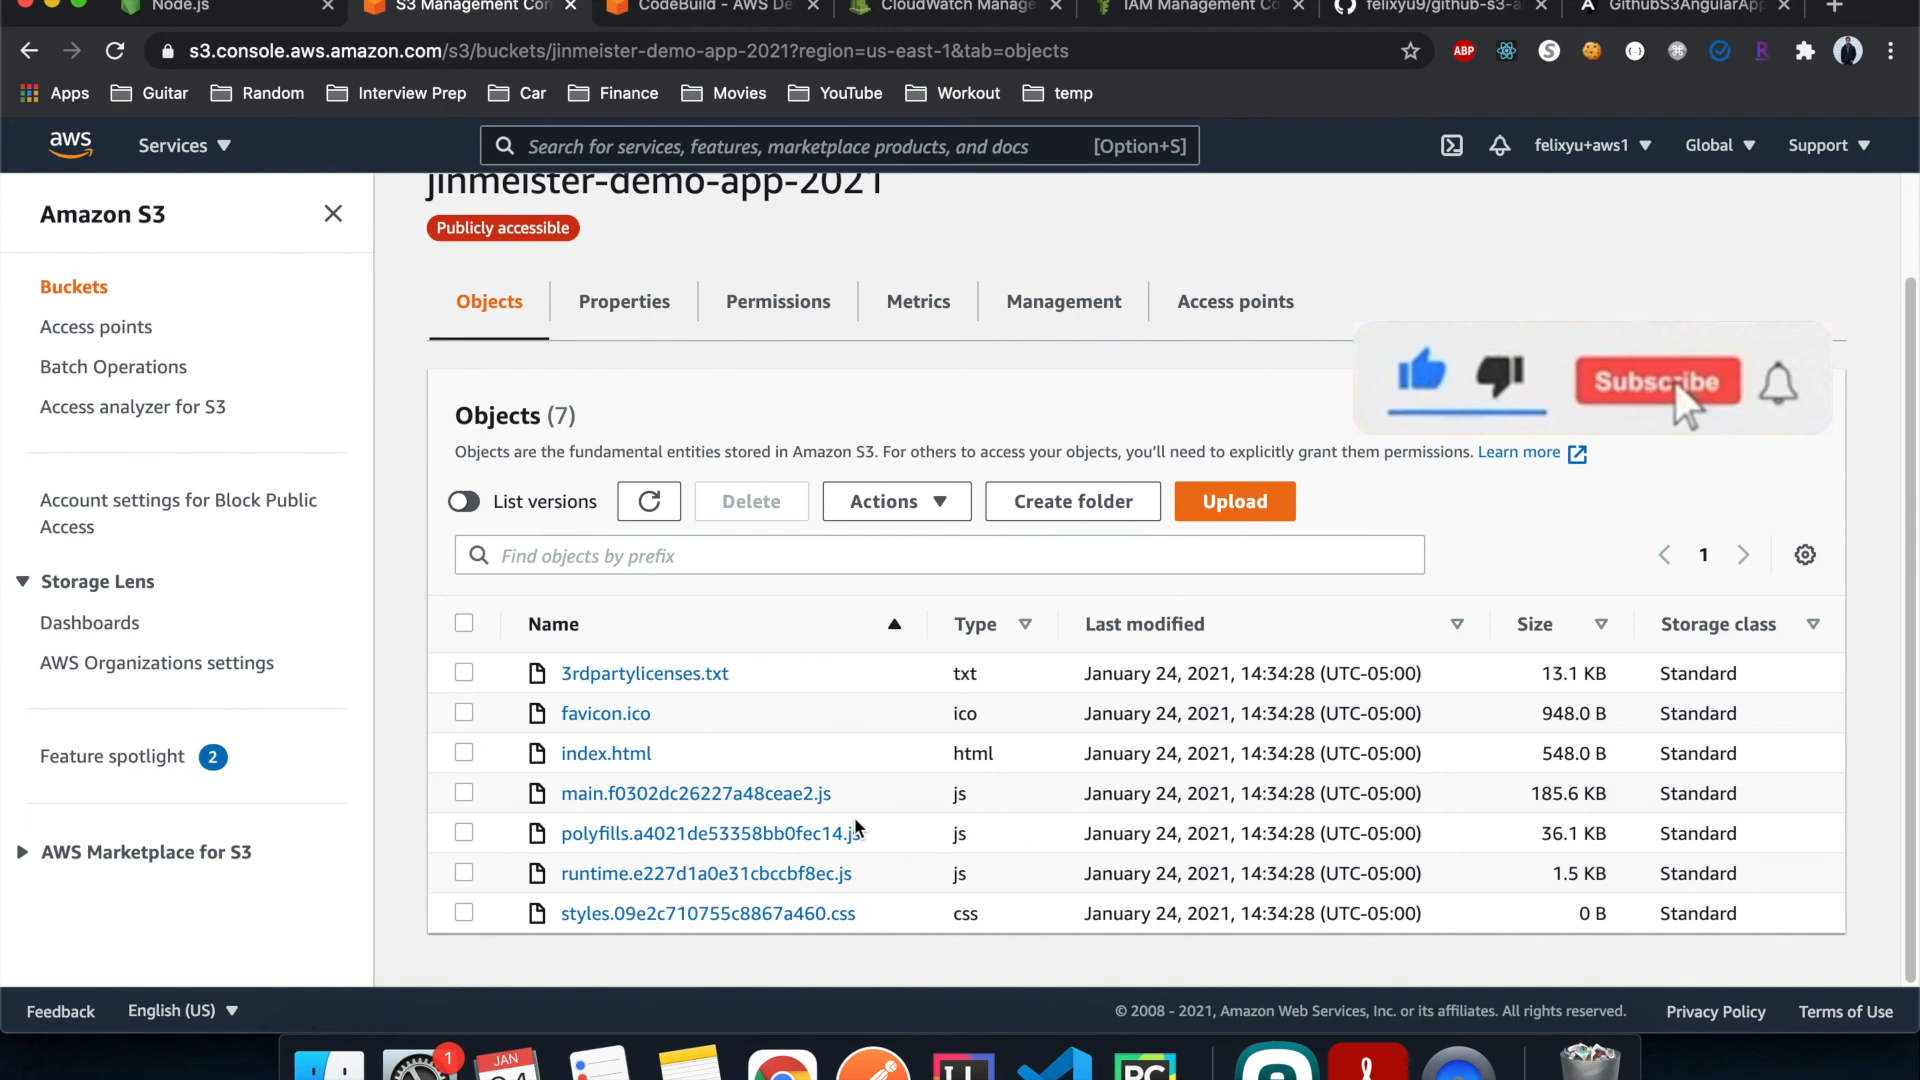 Node.js
S3 Management Con
CodeBuild - AWS De
CloudWatch Manage
IAM Management Co
felixyu9/github-s3-a
GithubS3AngularApp
s3.console.aws.amazon.com/s3/buckets/jinmeister-demo-app-2021?region=us-east-1&tab=objects
ABP
Apps Guitar Random Interview Prep Car Finance Movies YouTube Workout temp
aws Services Search for services, features, marketplace products, and docs [Option+S] felixyu+aws1 Global Support
Amazon S3
Buckets
Access points
Batch Operations
Access analyzer for S3
Account settings for Block Public
Access
Storage Lens
Dashboards
AWS Organizations settings
Feature spotlight 2
AWS Marketplace for S3
jinmeister-demo-app-2021
Publicly accessible
Objects Properties Permissions Metrics Management Access points
Subscribe
Objects (7)
Objects are the fundamental entities stored in Amazon S3. For others to access your objects, you'll need to explicitly grant them permissions. Learn more
List versions Delete Actions Create folder Upload
Find objects by prefix 1
Name Type Last modified Size Storage class
3rdpartylicenses.txt txt January 24, 2021, 14:34:28 (UTC-05:00) 13.1 KB Standard
favicon.ico ico January 24, 2021, 14:34:28 (UTC-05:00) 948.0 B Standard
index.html html January 24, 2021, 14:34:28 (UTC-05:00) 548.0 B Standard
main.f0302dc26227a48ceae2.js js January 24, 2021, 14:34:28 (UTC-05:00) 185.6 KB Standard
polyfills.a4021de53358bb0fec14.js js January 24, 2021, 14:34:28 (UTC-05:00) 36.1 KB Standard
runtime.e227d1a0e31cbccbf8ec.js js January 24, 2021, 14:34:28 (UTC-05:00) 1.5 KB Standard
styles.09e2c710755c8867a460.css css January 24, 2021, 14:34:28 (UTC-05:00) 0 B Standard
Feedback English (US) © 2008 - 2021, Amazon Web Services, Inc. or its affiliates. All rights reserved. Privacy Policy Terms of Use
1
JAN
PC